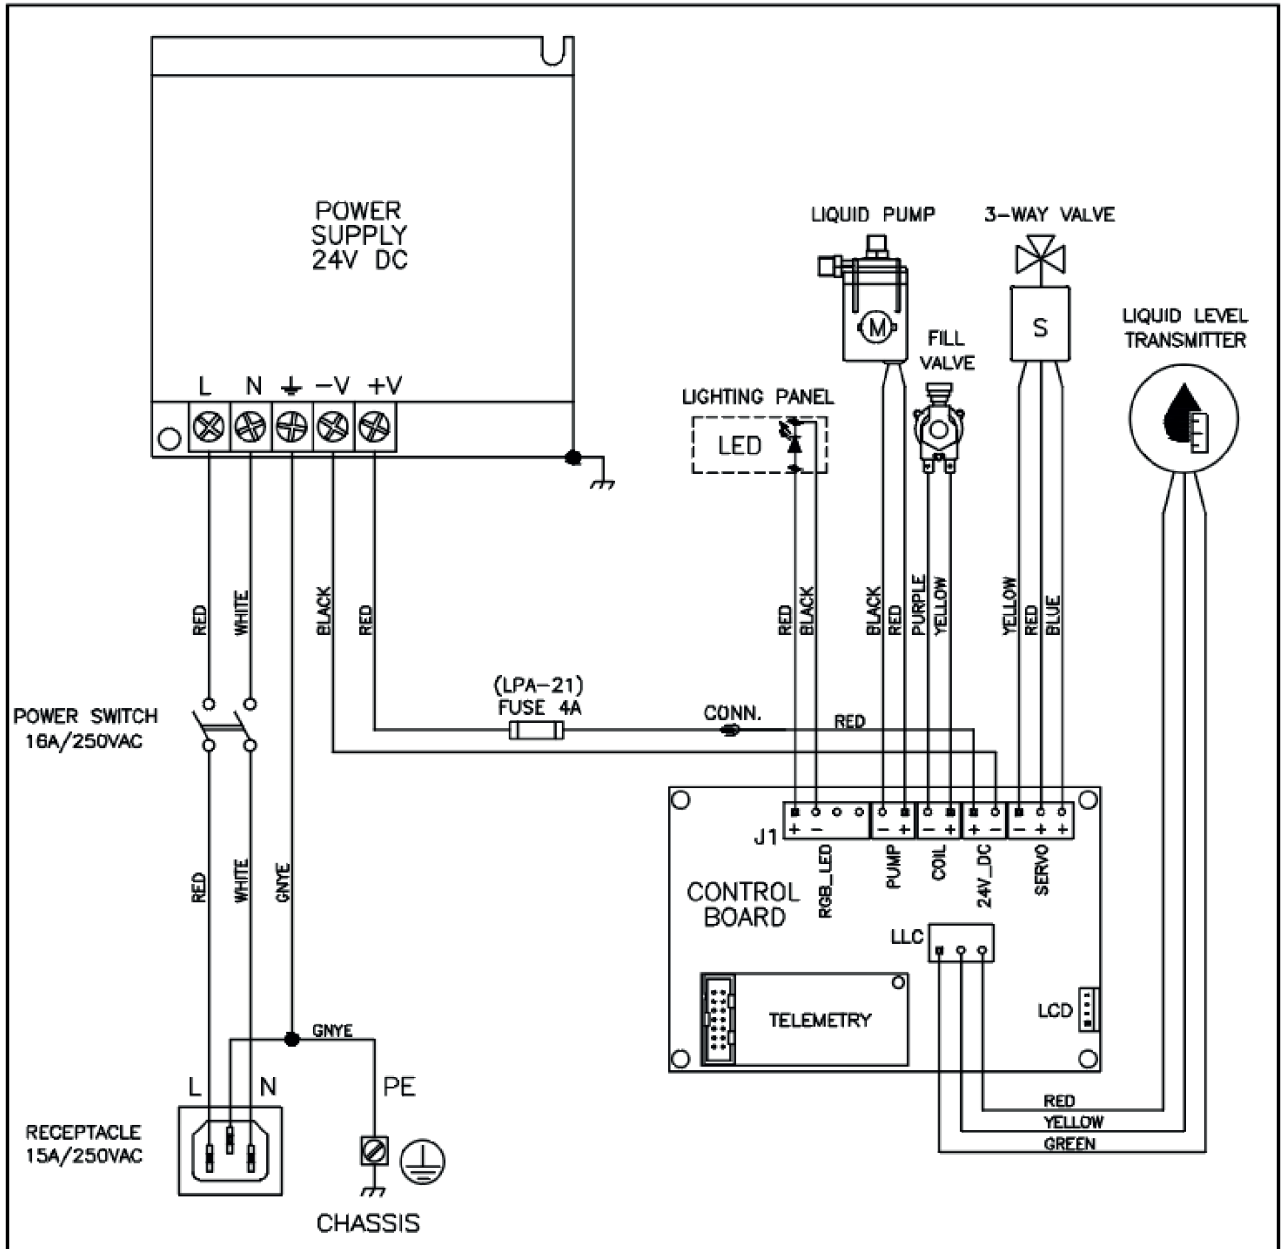 POWER
SUPPLY
24V DC
L N -V +V
LIQUID PUMP
3-WAY VALVE
M
S
FILL
VALVE
LIQUID LEVEL
TRANSMITTER
LIGHTING PANEL
LED
RED
WHITE
BLACK
RED
RED
BLACK
BLACK
RED
PURPLE
YELLOW
YELLOW
RED
BLUE
POWER SWITCH
16A/250VAC
(LPA-21)
FUSE 4A
CONN.
RED
J1
+ -
- +
- +
+ -
- + +
RGB_LED
PUMP
COIL
24V_DC
SERVO
CONTROL
BOARD
LLC
TELEMETRY
LCD
RED
WHITE
GNYE
GNYE
L N
PE
RECEPTACLE
15A/250VAC
CHASSIS
RED
YELLOW
GREEN